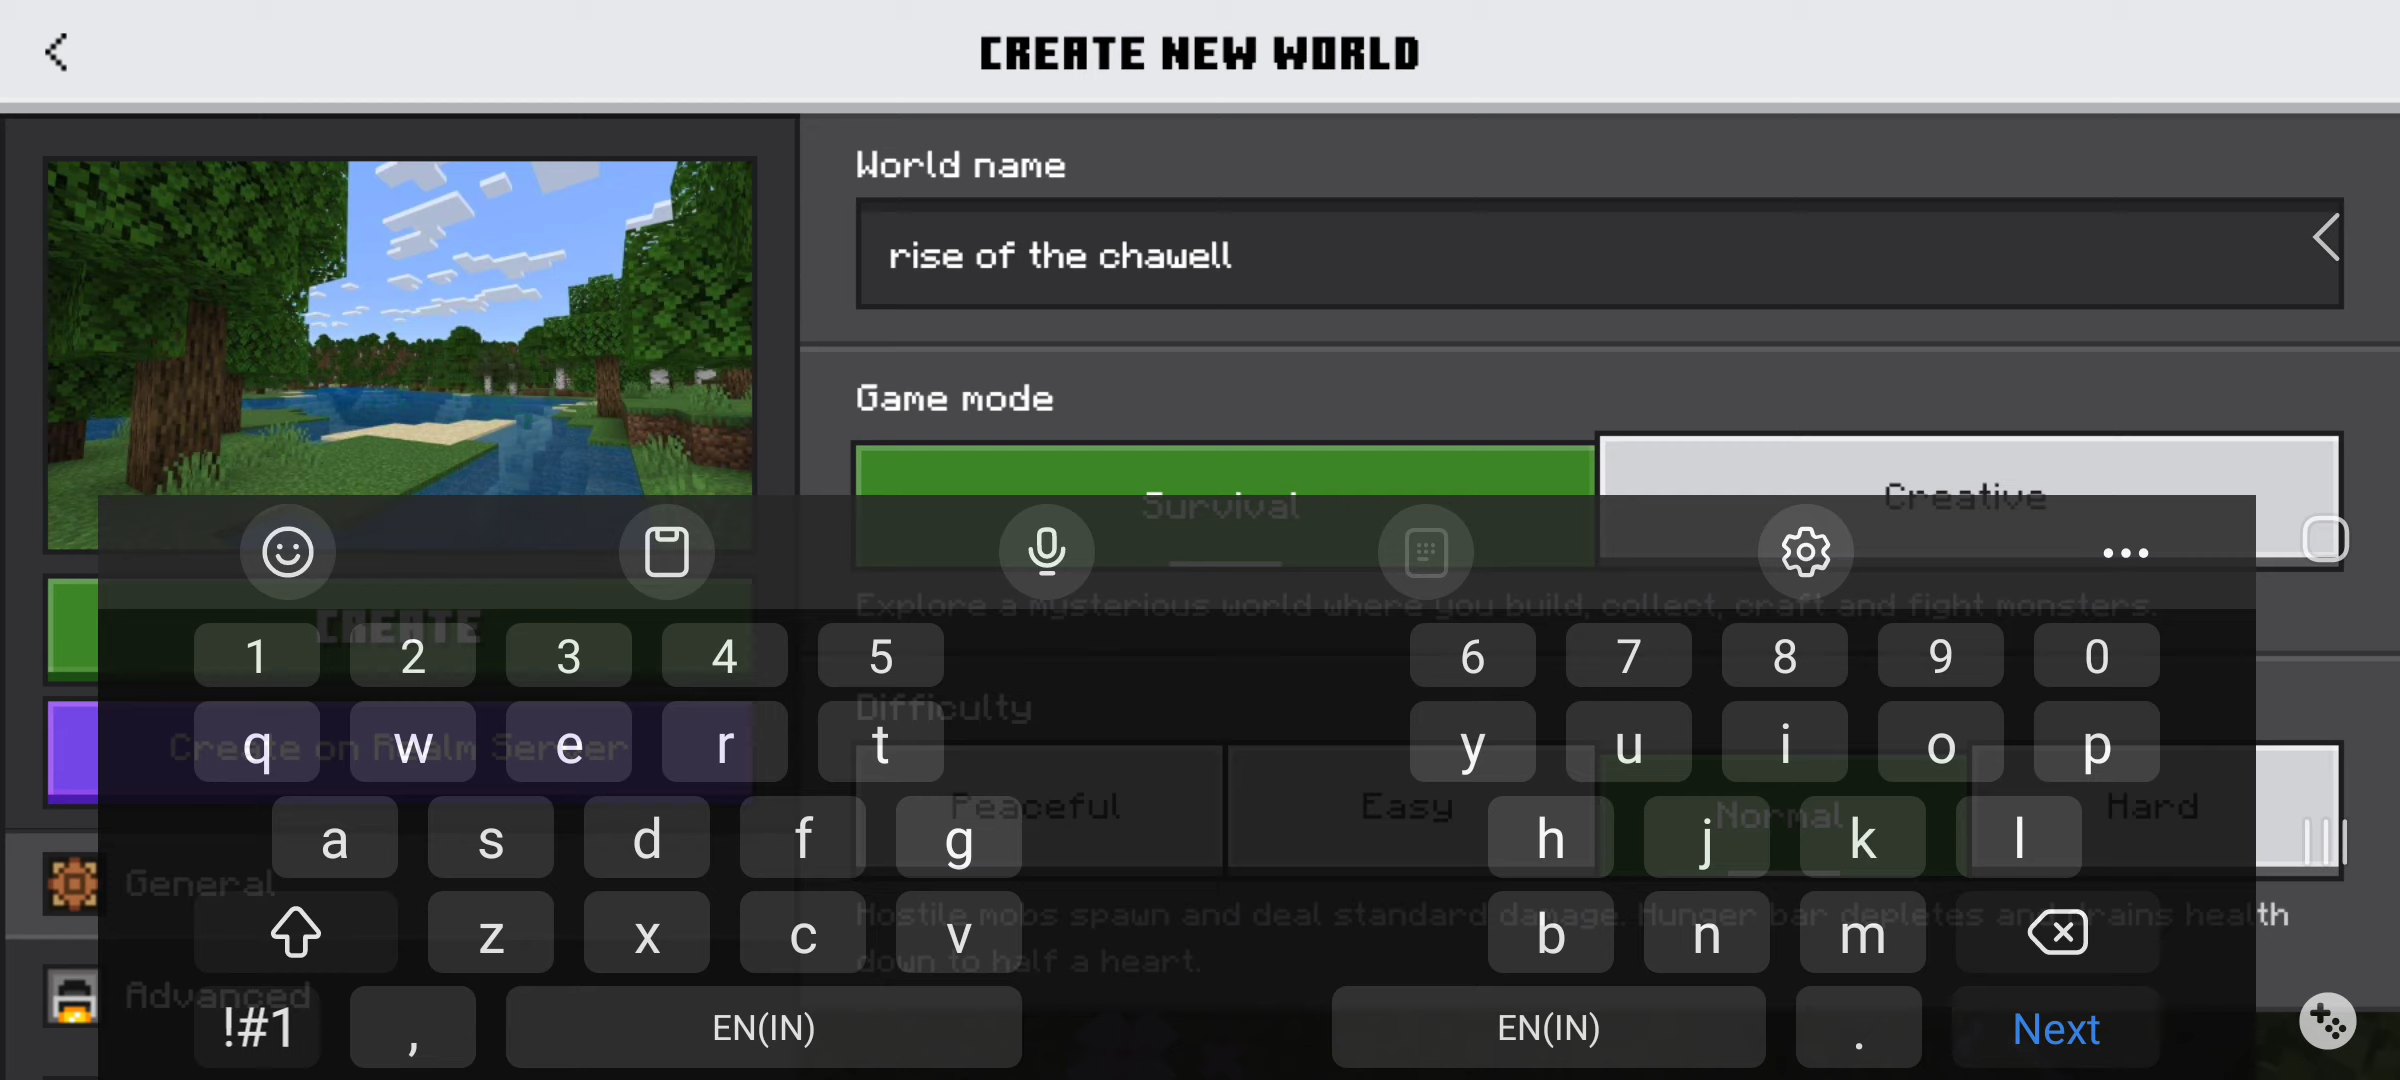 CREATE NEW WORLD
World name
rise of the chawell
Game mode
Survival
Creative
Explore a mysterious world where you build, collect, craft and fight monsters.
CREATE
Create on Realm Server
Difficulty
Peaceful
Easy
Normal
Hard
Hostile mobs spawn and deal standard damage. Hunger bar depletes and drains health
down to half a heart.
General
Advanced
1 2 3 4 5 6 7 8 9 0
q w e r t y u i o p
a s d f g h j k l
z x c v b n m
!#1 , EN(IN) EN(IN) . Next